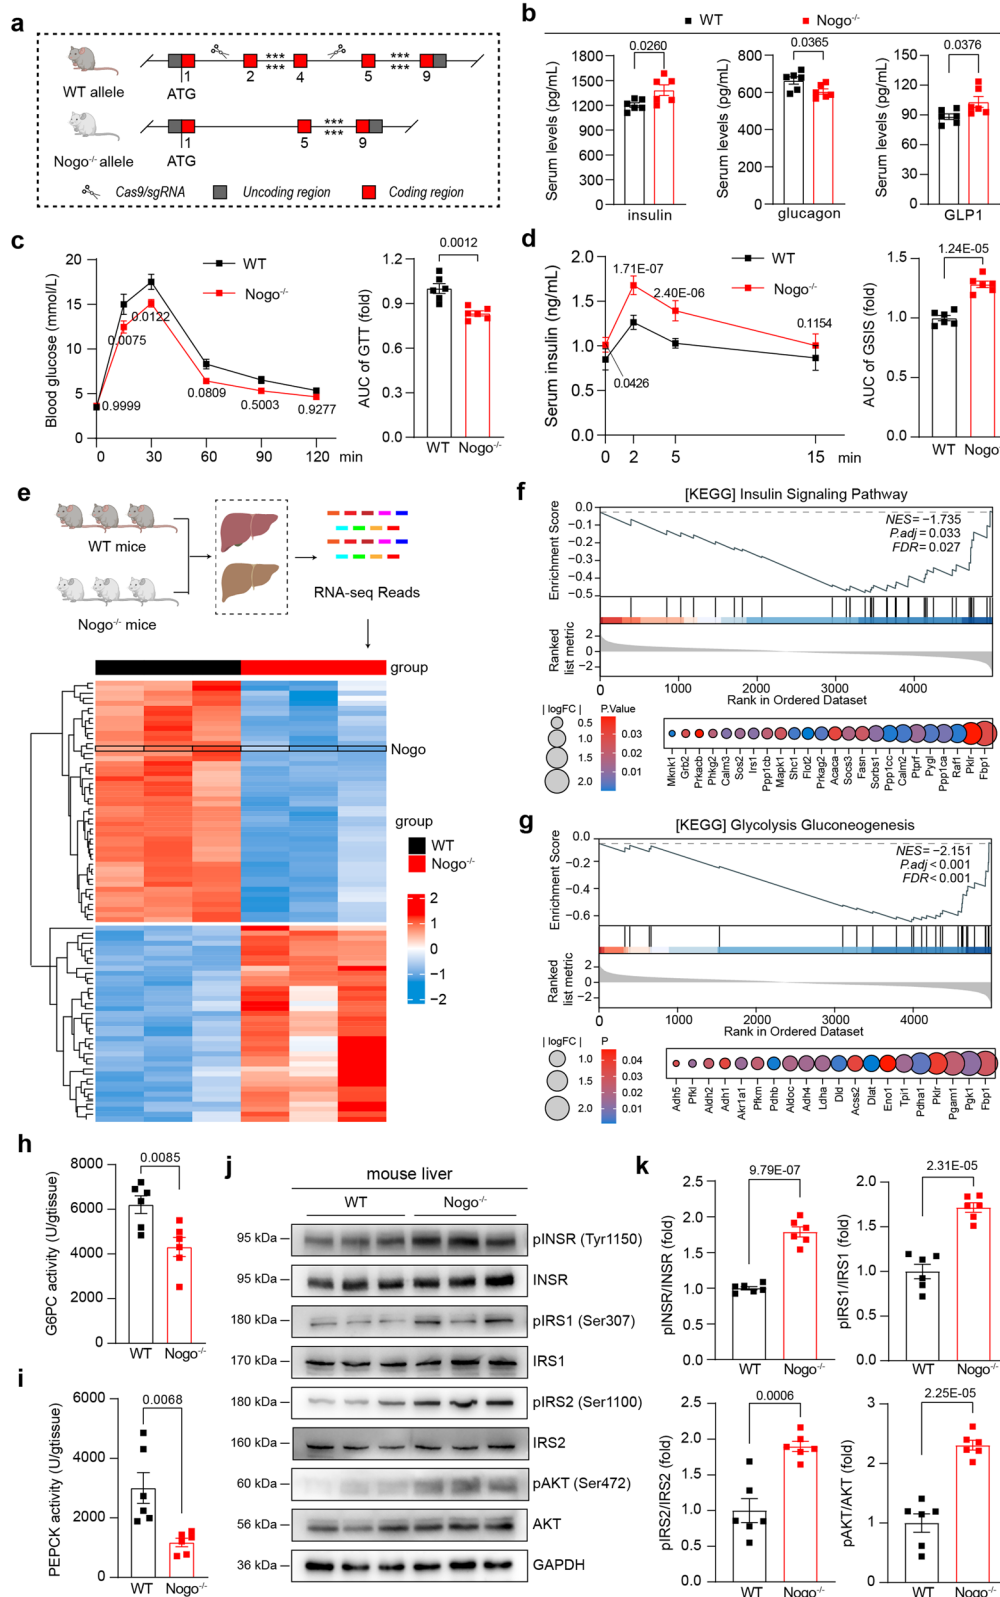 a
WT allele
1 2 4 5 9
*** ***
*** ***
ATG
Nogo-/- allele
1 5 9
***
***
ATG
Cas9/sgRNA Uncoding region Coding region
b
WT Nogo-/-
Serum levels (pg/mL)
1800
1500
1200
900
600
300
0
0.0260
insulin
Serum levels (pg/mL)
800
600
400
200
0
0.0365
glucagon
Serum levels (pg/mL)
150
120
90
60
30
0
0.0376
GLP1
c
Blood glucose (mmol/L)
20
15
10
5
0
WT
Nogo-/-
0.9999
0.0075
0.0122
0.0809
0.5003
0.9277
0 30 60 90 120 min
AUC of GTT (fold)
1.2
0.9
0.6
0.3
0.0
0.0012
WT Nogo-/-
d
Serum insulin (ng/mL)
2.0
1.5
1.0
0.5
0.0
WT
Nogo-/-
1.71E-07
2.40E-06
0.1154
0.0426
0 2 5 15 min
AUC of GSIS (fold)
1.5
1.0
0.5
0.0
1.24E-05
WT Nogo-
e
WT mice
Nogo-/- mice
RNA-seq Reads
group
Nogo
group
WT
Nogo-/-
2
1
0
−1
−2
f
[KEGG] Insulin Signaling Pathway
NES = −1.735
P.adj = 0.033
FDR = 0.027
Enrichment Score
0.0
−0.1
−0.2
−0.3
−0.4
−0.5
Ranked list metric
2
0
−2
0 1000 2000 3000 4000
Rank in Ordered Dataset
| logFC |
0.5
1.0
1.5
2.0
P.Value
0.03
0.02
0.01
Mknk1 Grb2 Prkacb Phkg2 Calm3 Sos2 Irs1 Ppp1cb Mapk1 Shc1 Flot2 Prkag2 Acaca Socs3 Fasn Sorbs1 Ppp1cc Calm2 Ptprf Pygl Ppp1ca Raf1 Pklr Fbp1
g
[KEGG] Glycolysis Gluconeogenesis
NES = −2.151
P.adj < 0.001
FDR < 0.001
Enrichment Score
0.0
−0.2
−0.4
−0.6
Ranked list metric
2
0
−2
0 1000 2000 3000 4000
Rank in Ordered Dataset
| logFC |
1.0
1.5
2.0
P
0.04
0.03
0.02
0.01
Adh5 Pfkl Aldh2 Adh1 Akr1a1 Pfkm Pdhb Aldoc Adh4 Ldha Dld Acss2 Dlat Eno1 Tpi1 Pdha1 Pklr Pgam1 Pgk1 Fbp1
h
G6PC activity (U/gtissue)
8000
6000
4000
2000
0
0.0085
WT Nogo-/-
i
PEPCK activity (U/gtissue)
6000
4000
2000
0
0.0068
WT Nogo-/-
j
mouse liver
WT Nogo-/-
95 kDa pINSR (Tyr1150)
95 kDa INSR
180 kDa pIRS1 (Ser307)
170 kDa IRS1
180 kDa pIRS2 (Ser1100)
160 kDa IRS2
60 kDa pAKT (Ser472)
56 kDa AKT
36 kDa GAPDH
k
pINSR/INSR (fold)
2.5
2.0
1.5
1.0
0.5
0.0
9.79E-07
WT Nogo-/-
pIRS1/IRS1 (fold)
2.0
1.5
1.0
0.5
0.0
2.31E-05
WT Nogo-/-
pIRS2/IRS2 (fold)
2.5
2.0
1.5
1.0
0.5
0.0
0.0006
WT Nogo-/-
pAKT/AKT (fold)
3
2
1
0
2.25E-05
WT Nogo-/-